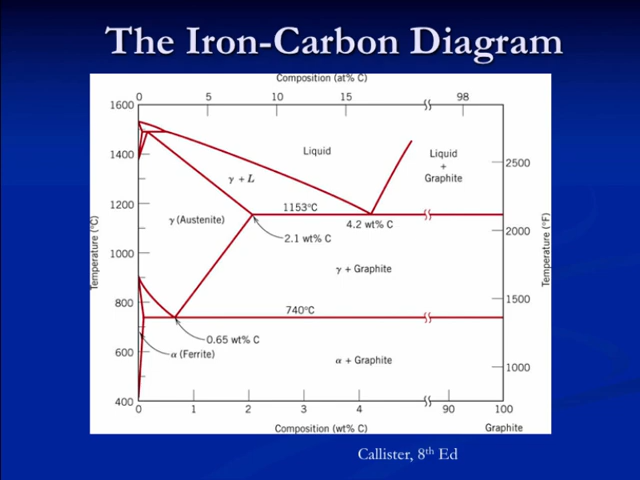 The Iron-Carbon Diagram
Composition (at% C)
0 5 10 15 98
1600
1400
1200
1000
800
600
400
Temperature (°C)
2500
2000
1500
1000
Temperature (°F)
Liquid
Liquid
+
Graphite
γ + L
1153°C
γ (Austenite)
4.2 wt% C
2.1 wt% C
γ + Graphite
740°C
0.65 wt% C
α (Ferrite)
α + Graphite
0 1 2 3 4 90 100
Composition (wt% C)
Graphite
Callister, 8th Ed